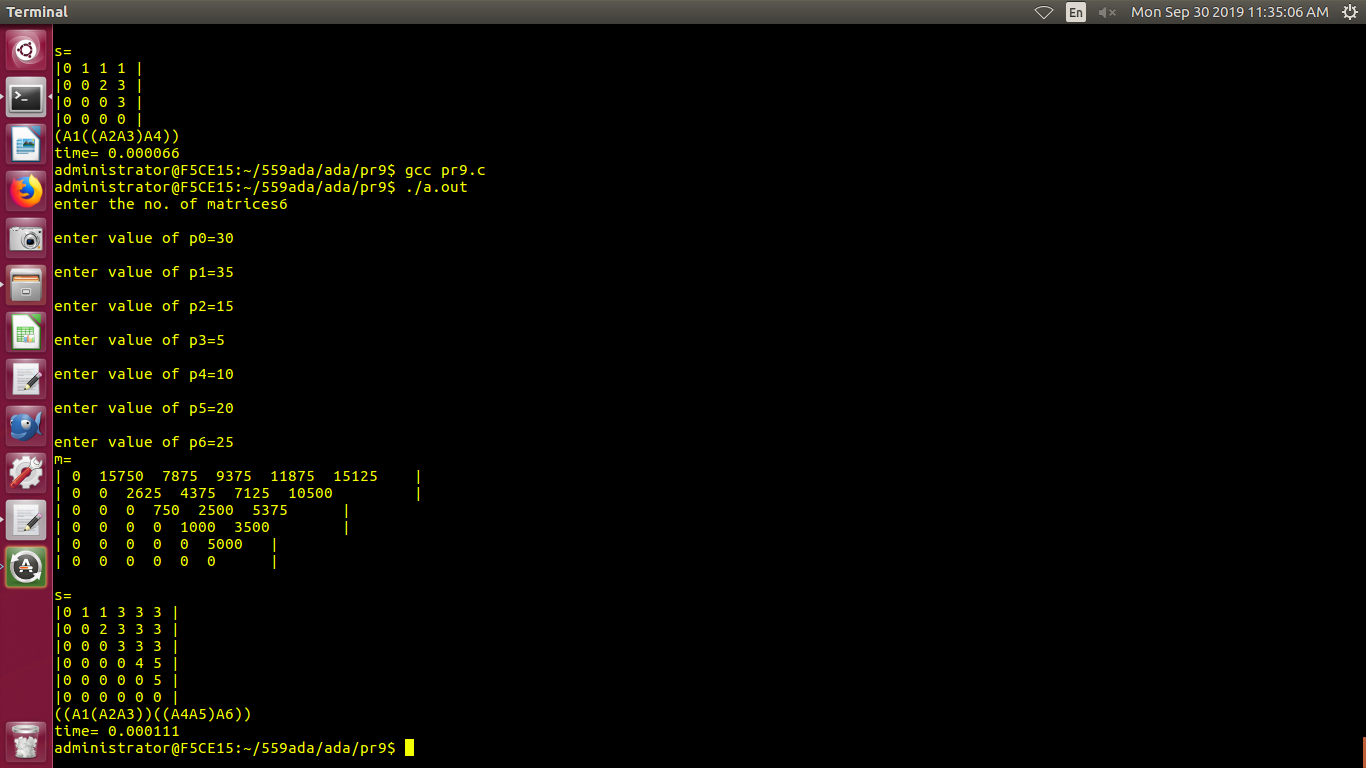 Terminal
En
Mon Sep 30 2019 11:35:06 AM
s=
|0 1 1 1 |
|0 0 2 3 |
|0 0 0 3 |
|0 0 0 0 |
(A1((A2A3)A4))
time= 0.000066
administrator@F5CE15:~/559ada/ada/pr9$ gcc pr9.c
administrator@F5CE15:~/559ada/ada/pr9$ ./a.out
enter the no. of matrices6
enter value of p0=30
enter value of p1=35
enter value of p2=15
enter value of p3=5
enter value of p4=10
enter value of p5=20
enter value of p6=25
m=
| 0  15750  7875  9375  11875  15125    |
| 0  0  2625  4375  7125  10500         |
| 0  0  0  750  2500  5375      |
| 0  0  0  0  1000  3500        |
| 0  0  0  0  0  5000   |
| 0  0  0  0  0  0      |
s=
|0 1 1 3 3 3 |
|0 0 2 3 3 3 |
|0 0 0 3 3 3 |
|0 0 0 0 4 5 |
|0 0 0 0 0 5 |
|0 0 0 0 0 0 |
((A1(A2A3))((A4A5)A6))
time= 0.000111
administrator@F5CE15:~/559ada/ada/pr9$